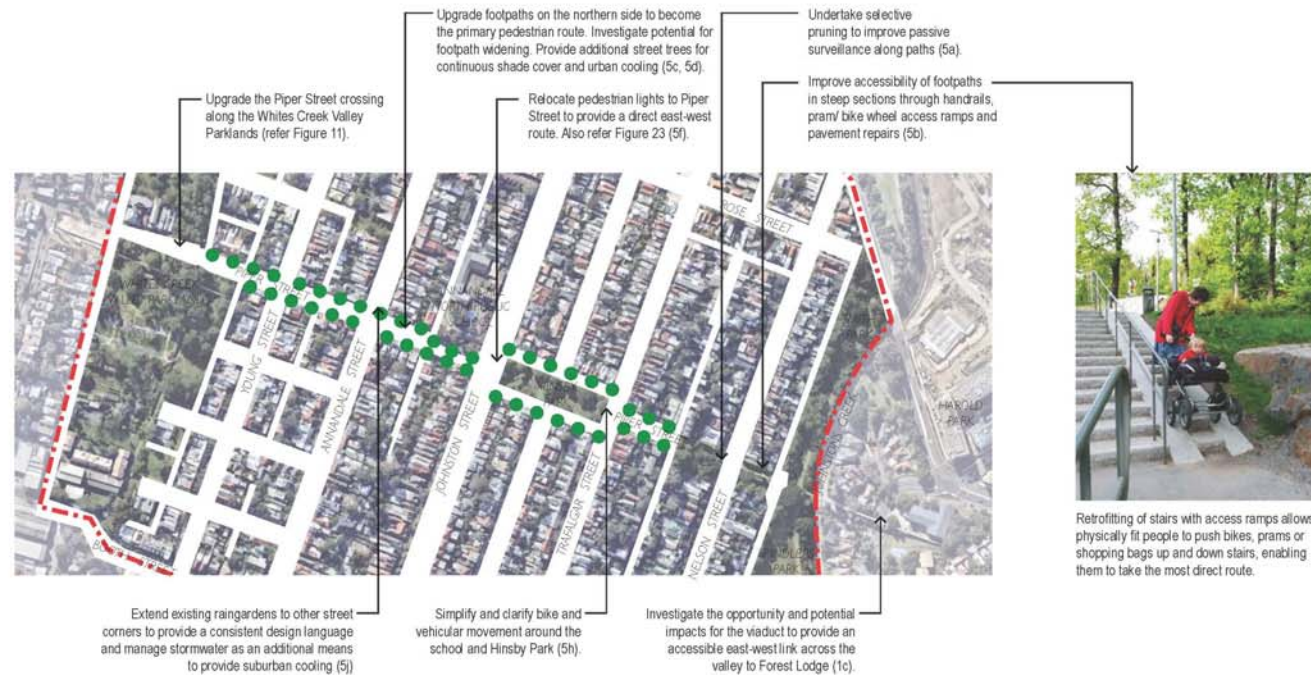 Upgrade footpaths on the northern side to become
the primary pedestrian route. Investigate potential for
footpath widening. Provide additional street trees for
continuous shade cover and urban cooling (5c, 5d).
Undertake selective
pruning to improve passive
surveillance along paths (5a).
Upgrade the Piper Street crossing
along the Whites Creek Valley
Parklands (refer Figure 11).
Relocate pedestrian lights to Piper
Street to provide a direct east-west
route. Also refer Figure 23 (5f).
Improve accessibility of footpaths
in steep sections through handrails,
pram/ bike wheel access ramps and
pavement repairs (5b).
ROSE STREET
PIPER STREET
YOUNG STREET
ANNANDALE STREET
JOHNSTON STREET
TRAFALGAR STREET
PIPER STREET
NELSON STREET
HAROLD
PARK
PARK
Retrofitting of stairs with access ramps allows
physically fit people to push bikes, prams or
shopping bags up and down stairs, enabling
them to take the most direct route.
Extend existing raingardens to other street
corners to provide a consistent design language
and manage stormwater as an additional means
to provide suburban cooling (5j)
Simplify and clarify bike and
vehicular movement around the
school and Hinsby Park (5h).
Investigate the opportunity and potential
impacts for the viaduct to provide an
accessible east-west link across the
valley to Forest Lodge (1c).